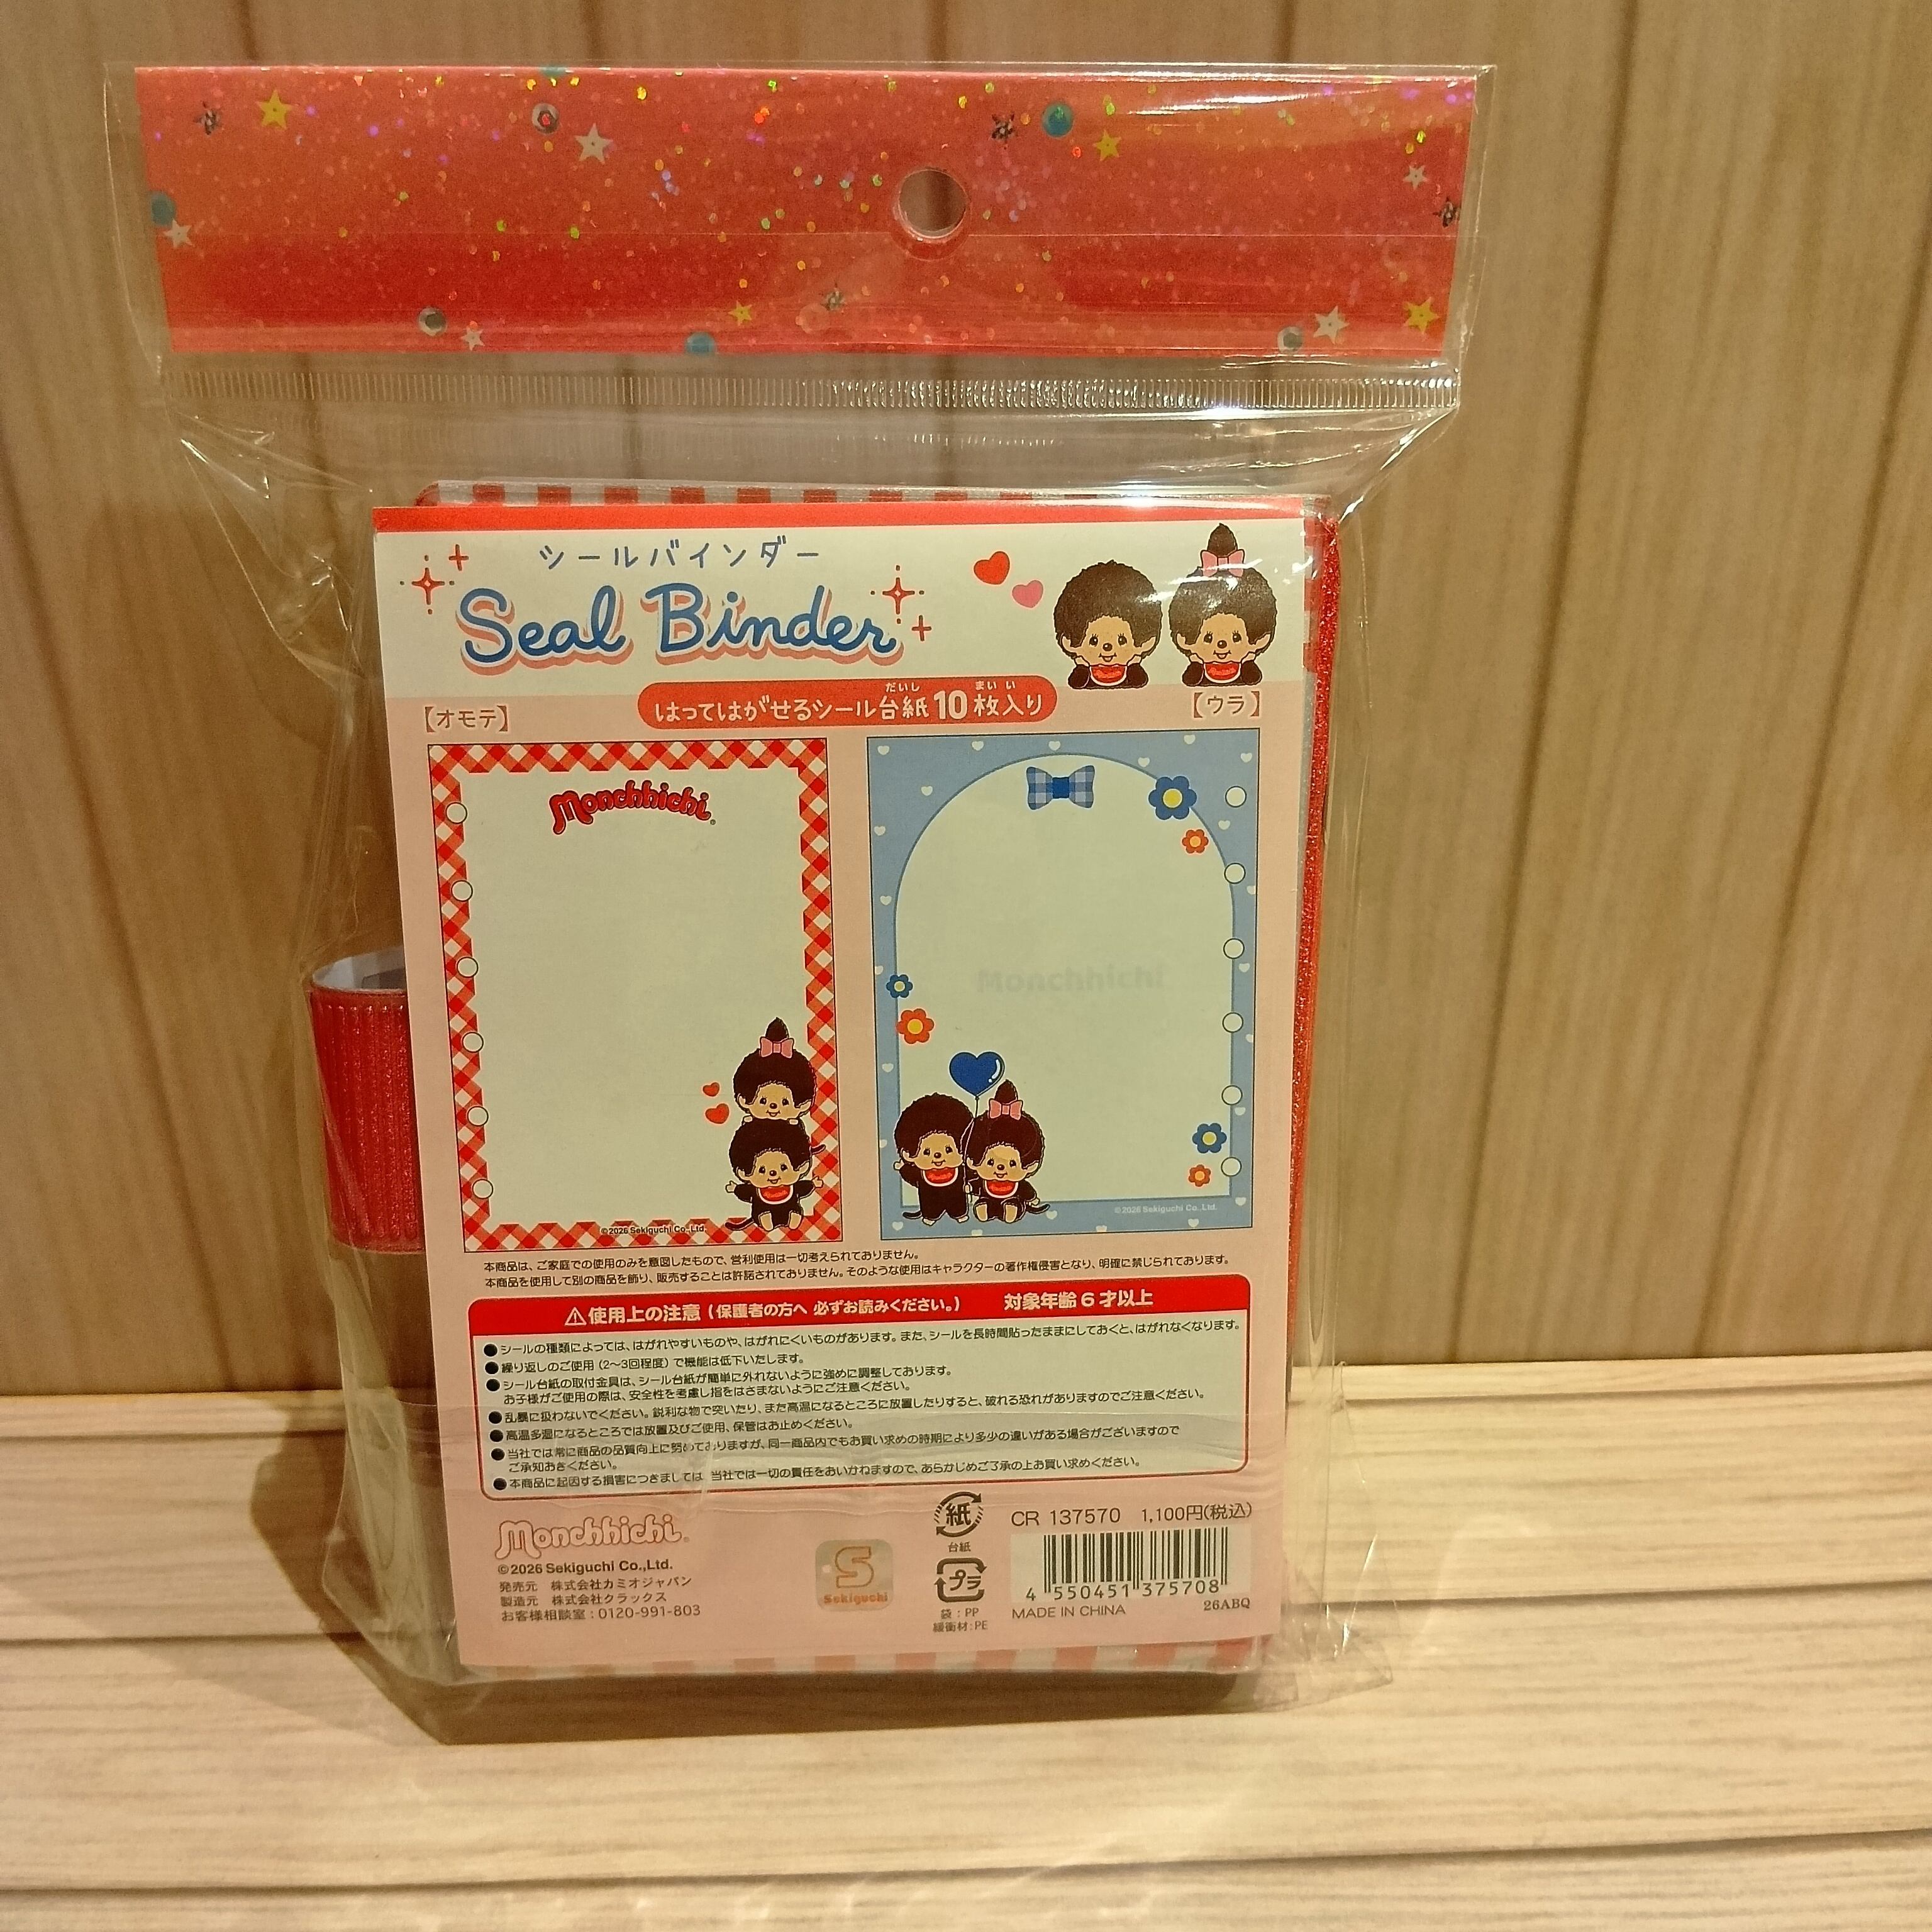 シールバインダー
Seal Binder
はってはがせるシール台紙10枚入り
だいし
まいい
【オモテ】
【ウラ】
Monchhichi
©2026 Sekiguchi Co.,Ltd.
Monchhichi
©2026 Sekiguchi Co.,Ltd.
本商品は、ご家庭での使用のみを意図したもので、営利使用は一切考えられておりません。
本商品を使用して別の商品を飾り、販売することは許諾されておりません。そのような使用はキャラクターの著作権侵害となり、明確に禁じられております。
⚠使用上の注意(保護者の方へ 必ずお読みください。) 対象年齢6才以上
●シールの種類によっては、はがれやすいものや、はがれにくいものがあります。また、シールを長時間貼ったままにしておくと、はがれなくなります。
●繰り返しのご使用(2～3回程度)で機能は低下いたします。
●シール台紙の取付金具は、シール台紙が簡単に外れないように強めに調整しております。
お子様がご使用の際は、安全性を考慮し指をはさまないようにご注意ください。
●乱暴に扱わないでください。鋭利な物で突いたり、また高温になるところに放置したりすると、破れる恐れがありますのでご注意ください。
●高温多湿になるところでは放置及びご使用、保管はお止めください。
●当社では常に商品の品質向上に努めておりますが、同一商品内でもお買い求めの時期により多少の違いがある場合がございますので
ご承知おきください。
●本商品に起因する損害につきましては 当社では一切の責任をおいかねますので、あらかじめご了承の上お買い求めください。
Monchhichi®
©2026 Sekiguchi Co.,Ltd.
発売元 株式会社カミオジャパン
製造元 株式会社クラックス
お客様相談室:0120-991-803
S
Sekiguchi
紙
台紙
プラ
袋:PP
緩衝材:PE
CR 137570 1,100円(税込)
4 550451 375708
MADE IN CHINA 26ABQ